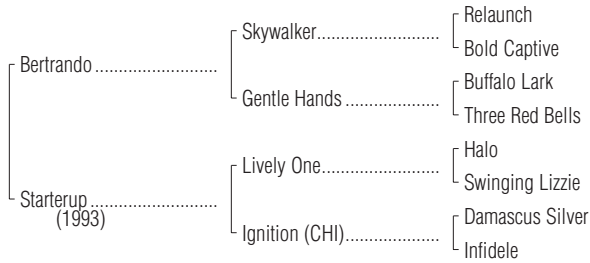 Relaunch
Skywalker
Bold Captive
Bertrando
Buffalo Lark
Gentle Hands
Three Red Bells
Halo
Lively One
Swinging Lizzie
Starterup
(1993)
Damascus Silver
Ignition (CHI)
Infidele